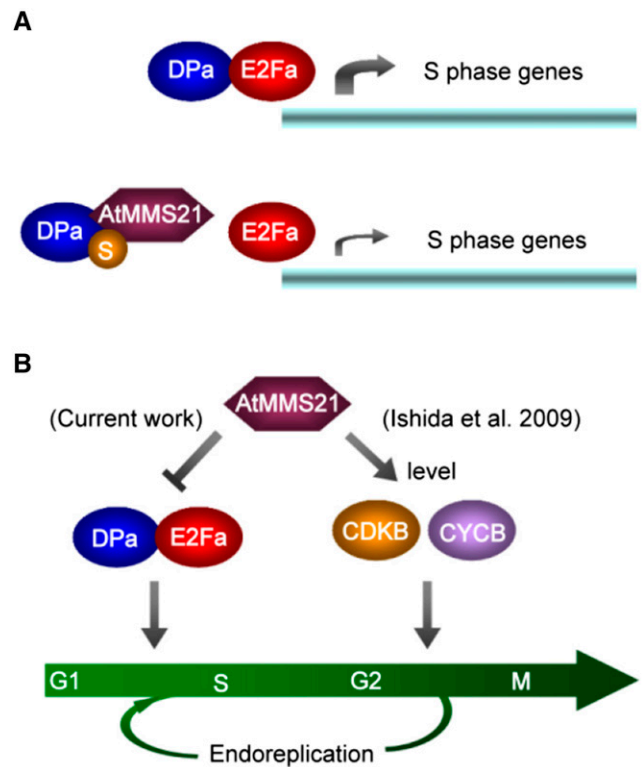 A
DPa E2Fa S phase genes
DPa AtMMS21 S E2Fa S phase genes
B
AtMMS21
(Current work) (Ishida et al. 2009)
level
DPa E2Fa CDKB CYCB
G1 S G2 M
Endoreplication